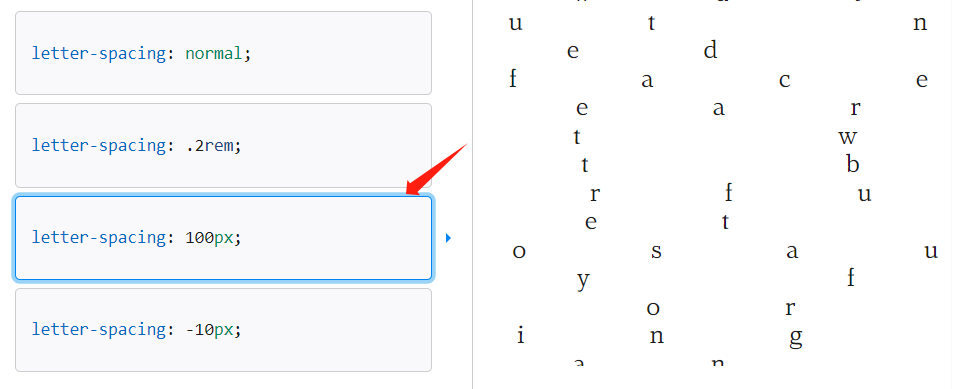 letter-spacing: normal;
letter-spacing: .2rem;
letter-spacing: 100px;
letter-spacing: -10px;
u t n
e d
f a c e
e a r
t w
t b
r f u
e t
o s a u
y f
o r
i n g